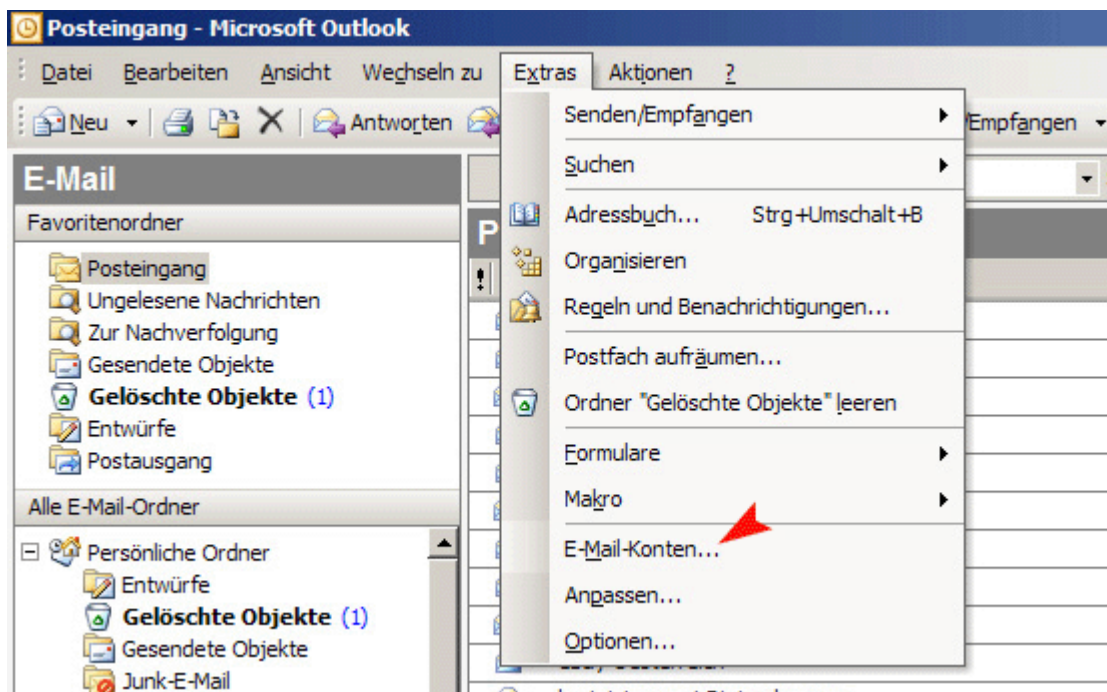 Posteingang - Microsoft Outlook
Datei Bearbeiten Ansicht Wechseln zu Extras Aktionen ?
Neu Antworten /Empfangen
E-Mail
Favoritenordner
Posteingang
Ungelesene Nachrichten
Zur Nachverfolgung
Gesendete Objekte
Gelöschte Objekte (1)
Entwürfe
Postausgang
Alle E-Mail-Ordner
Persönliche Ordner
Entwürfe
Gelöschte Objekte (1)
Gesendete Objekte
Junk-E-Mail
P
Senden/Empfangen
Suchen
Adressbuch... Strg+Umschalt+B
Organisieren
Regeln und Benachrichtigungen...
Postfach aufräumen...
Ordner "Gelöschte Objekte" leeren
Formulare
Makro
E-Mail-Konten...
Anpassen...
Optionen...